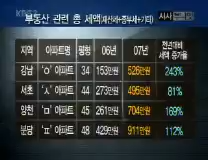 부동산 관련 총 세액(재산세+종부세+기타)
시사
지역 아파트명 평형 06년 07년 전년대비 세액 증가율
강남 'ㅁ' 아파트 34 153만원 526만원 243%
서초 'ㅅ' 아파트 44 273만원 495만원 81%
양천 'ㅁ' 아파트 45 261만원 704만원 169%
분당 'ㅍ' 아파트 48 429만원 911만원 112%